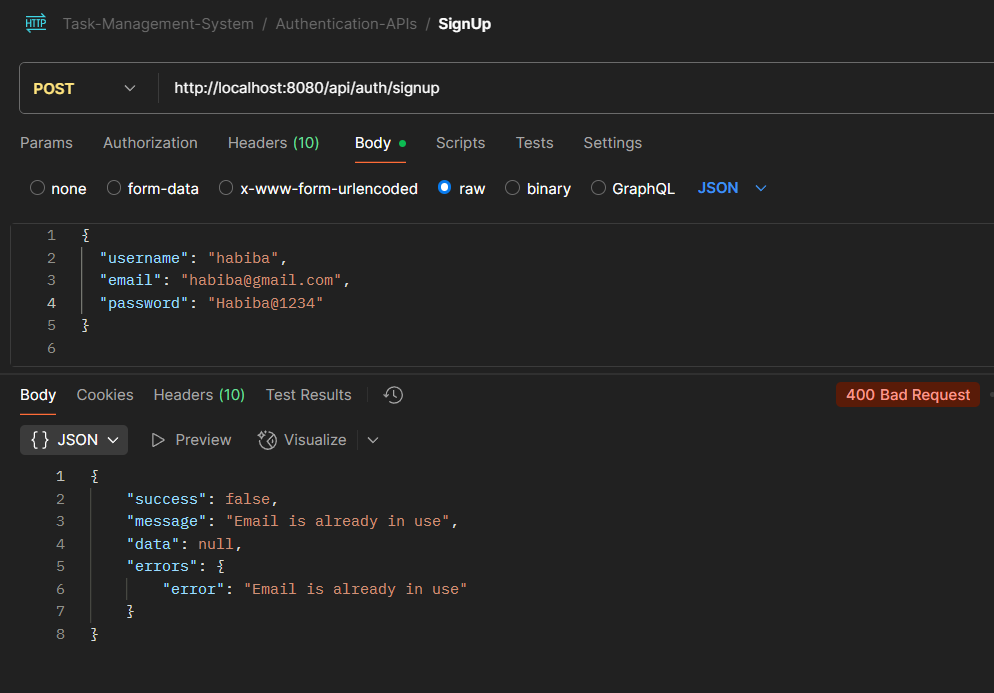 HTTP Task-Management-System / Authentication-APIs / SignUp
POST http://localhost:8080/api/auth/signup
Params Authorization Headers (10) Body Scripts Tests Settings
none form-data x-www-form-urlencoded raw binary GraphQL JSON
1 {
2 "username": "habiba",
3 "email": "habiba@gmail.com",
4 "password": "Habiba@1234"
5 }
6
Body Cookies Headers (10) Test Results 400 Bad Request
{} JSON Preview Visualize
1 {
2 "success": false,
3 "message": "Email is already in use",
4 "data": null,
5 "errors": {
6 "error": "Email is already in use"
7 }
8 }